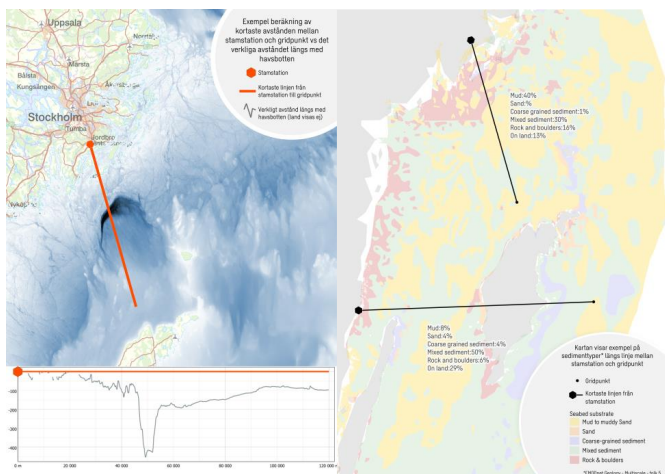 Uppsala
Norrtälj
Märsta
Åkersberga
Bålsta
Kungsängen
Stockholm
Tumba
Jordbro
Exempel beräkning av
kortaste avstånden mellan
stamstation och gridpunkt vs det
verkliga avståndet längs med
havsbotten
Stamstation
Kortaste linjen från
stamstation till gridpunkt
Verkligt avstånd längs med
havsbotten (land visas ej)
-100
-200
-300
-400
0 m
20 000
40 000
60 000
80 000
100 000
120 000
Mud:40%
Sand:%
Coarse grained sediment:1%
Mixed sediment:30%
Rock and boulders:16%
On land:13%
Mud:8%
Sand:4%
Coarse grained sediment:4%
Mixed sediment:50%
Rock and boulders:6%
On land:29%
Kartan visar exempel på
sedimenttyper* längs linje mellan
stamstation och gridpunkt
Gridpunkt
Kortaste linjen från
stamstation
Seabed substrate
Mud to muddy Sand
Sand
Coarse-grained sediment
Mixed sediment
Rock & boulders